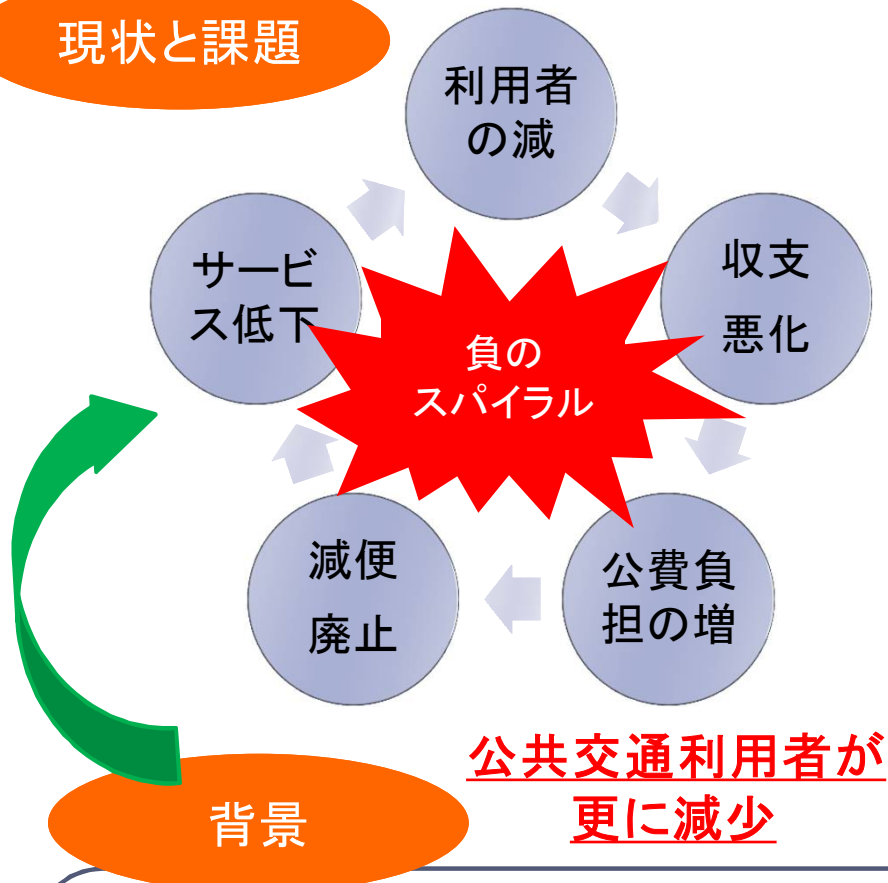 現状と課題
利用者
の減
収支
悪化
公費負
担の増
減便
廃止
サービ
ス低下
負の
スパイラル
公共交通利用者が
更に減少
背景